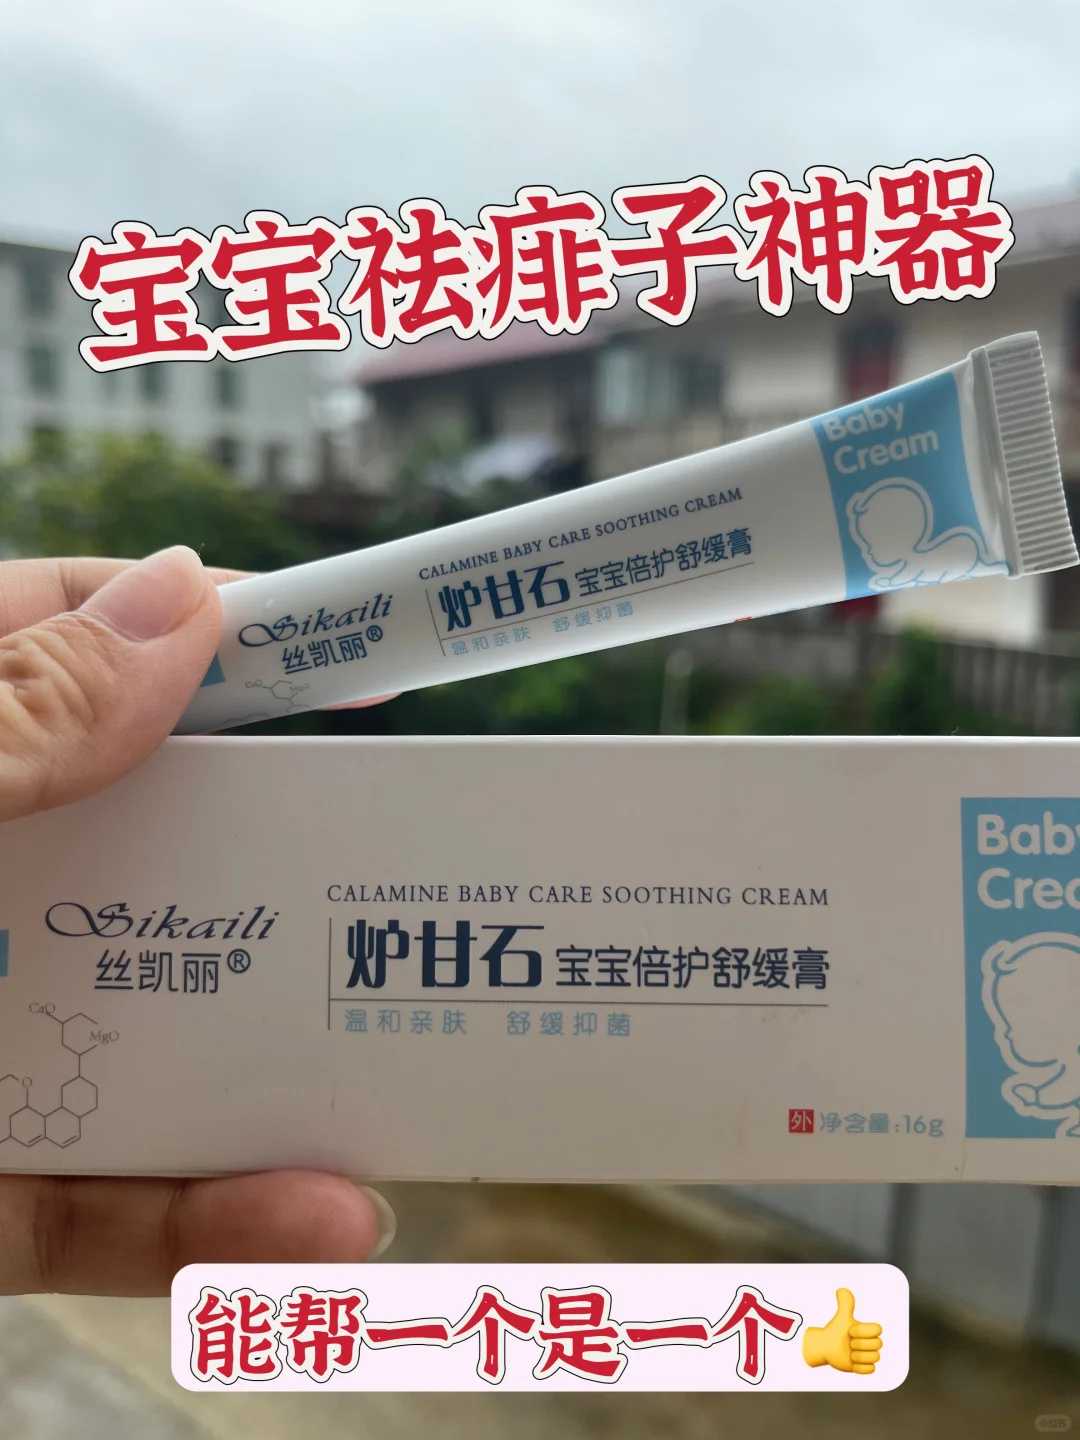 宝宝祛痱子神器
Baby
Cream
CALAMINE BABY CARE SOOTHING CREAM
Sikaili
丝凯丽®
炉甘石 宝宝倍护舒缓膏
温和亲肤 舒缓抑菌
CALAMINE BABY CARE SOOTHING CREAM
Sikaili
丝凯丽®
炉甘石 宝宝倍护舒缓膏
温和亲肤 舒缓抑菌
Baby
Crea
CaO
MgO
O
外 净含量:16g
能帮一个是一个👍